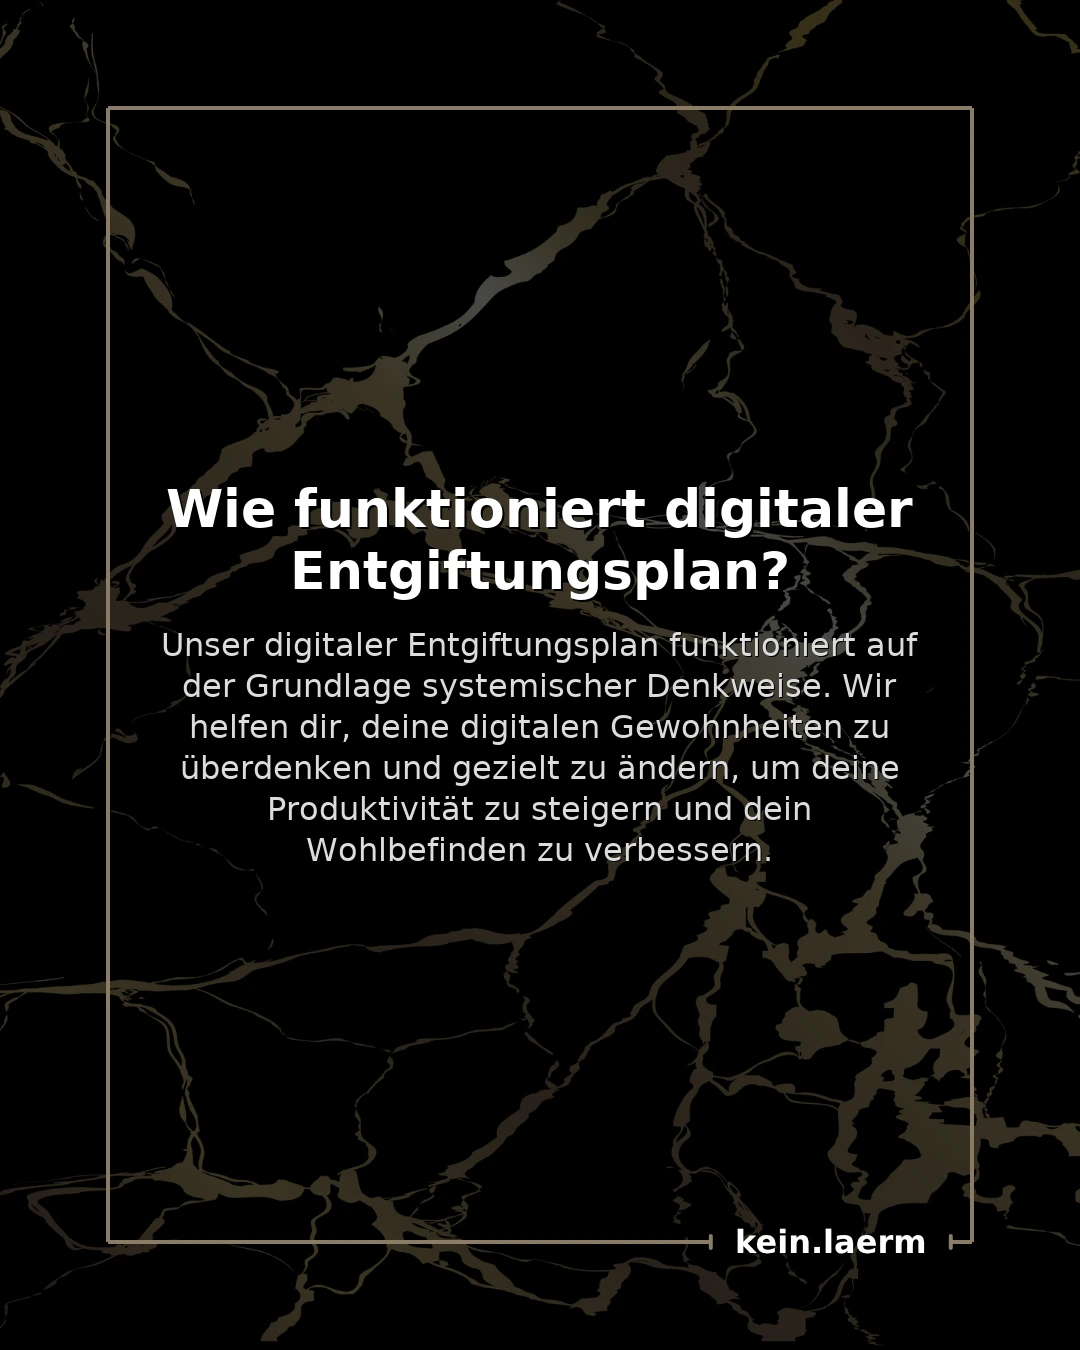 Wie funktioniert digitaler
Entgiftungsplan?
Unser digitaler Entgiftungsplan funktioniert auf
der Grundlage systemischer Denkweise. Wir
helfen dir, deine digitalen Gewohnheiten zu
überdenken und gezielt zu ändern, um deine
Produktivität zu steigern und dein
Wohlbefinden zu verbessern.
kein.laerm